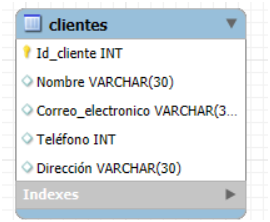 clientes
Id_cliente INT
Nombre VARCHAR(30)
Correo_electronico VARCHAR(3...
Teléfono INT
Dirección VARCHAR(30)
Indexes